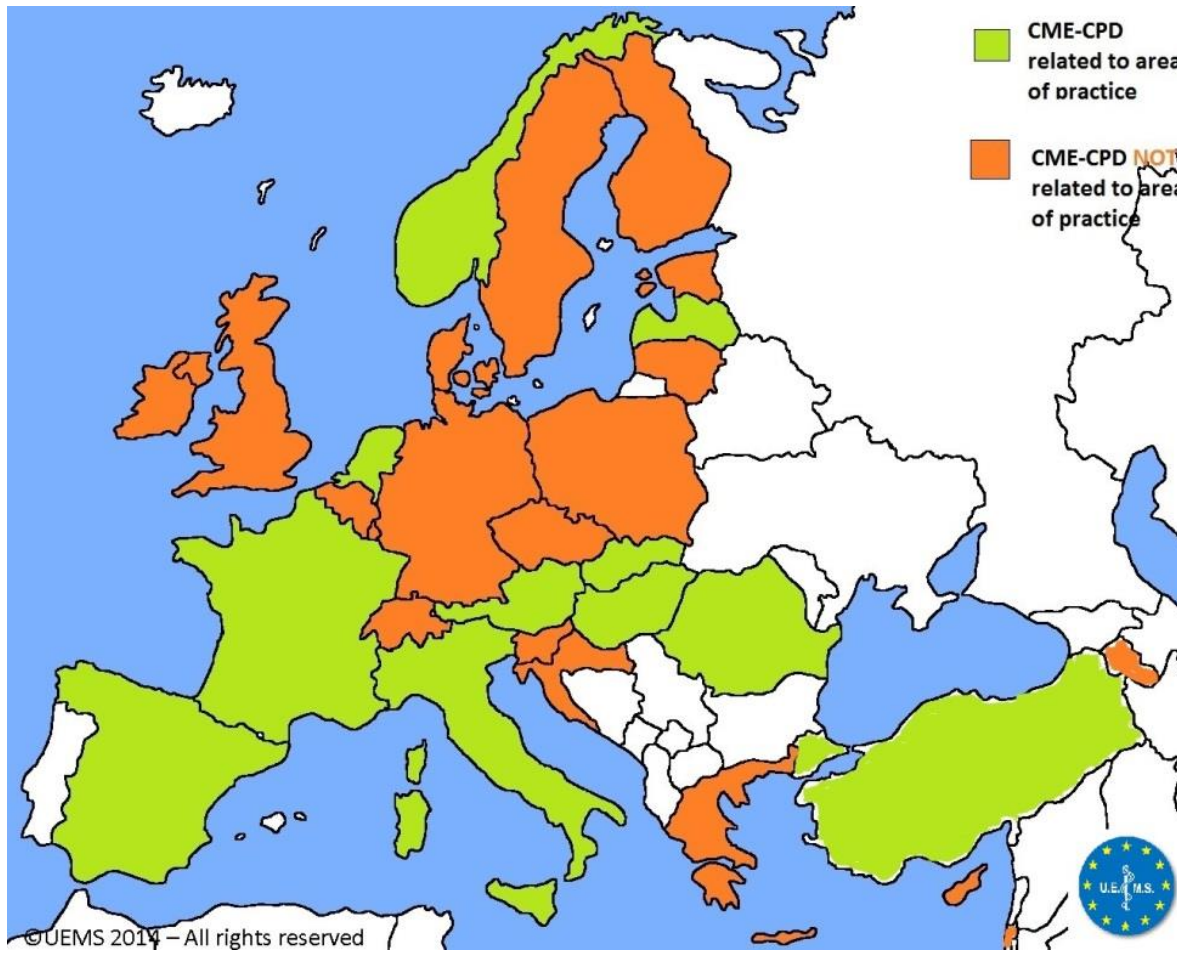 CME-CPD
related to area
of practice
CME-CPD NOT
related to area
of practice
U.E.M.S.
©UEMS 2014 – All rights reserved